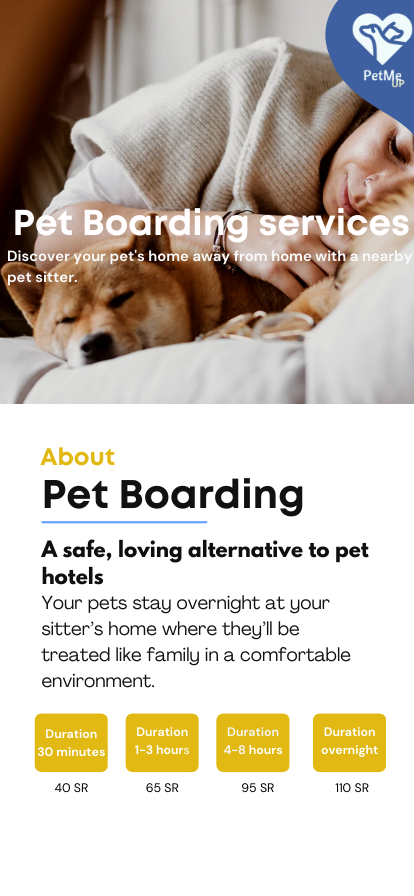 PetMe
UP
Pet Boarding services
Discover your pet's home away from home with a nearby
pet sitter.
About
Pet Boarding
A safe, loving alternative to pet
hotels
Your pets stay overnight at your
sitter's home where they'll be
treated like family in a comfortable
environment.
Duration
30 minutes
40 SR
Duration
1-3 hours
65 SR
Duration
4-8 hours
95 SR
Duration
overnight
110 SR